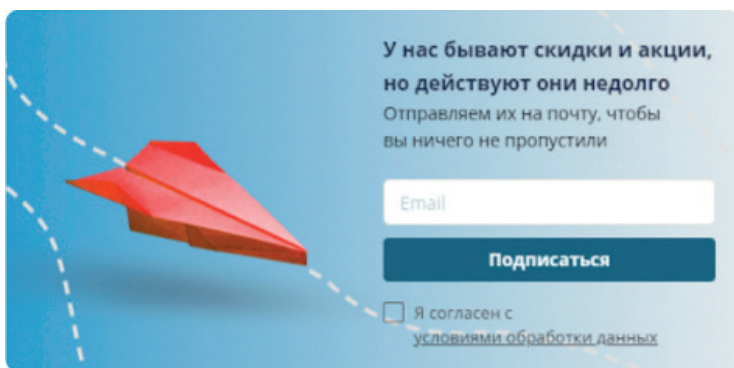 У нас бывают скидки и акции,
но действуют они недолго
Отправляем их на почту, чтобы
вы ничего не пропустили
Email
Подписаться
Я согласен с
условиями обработки данных